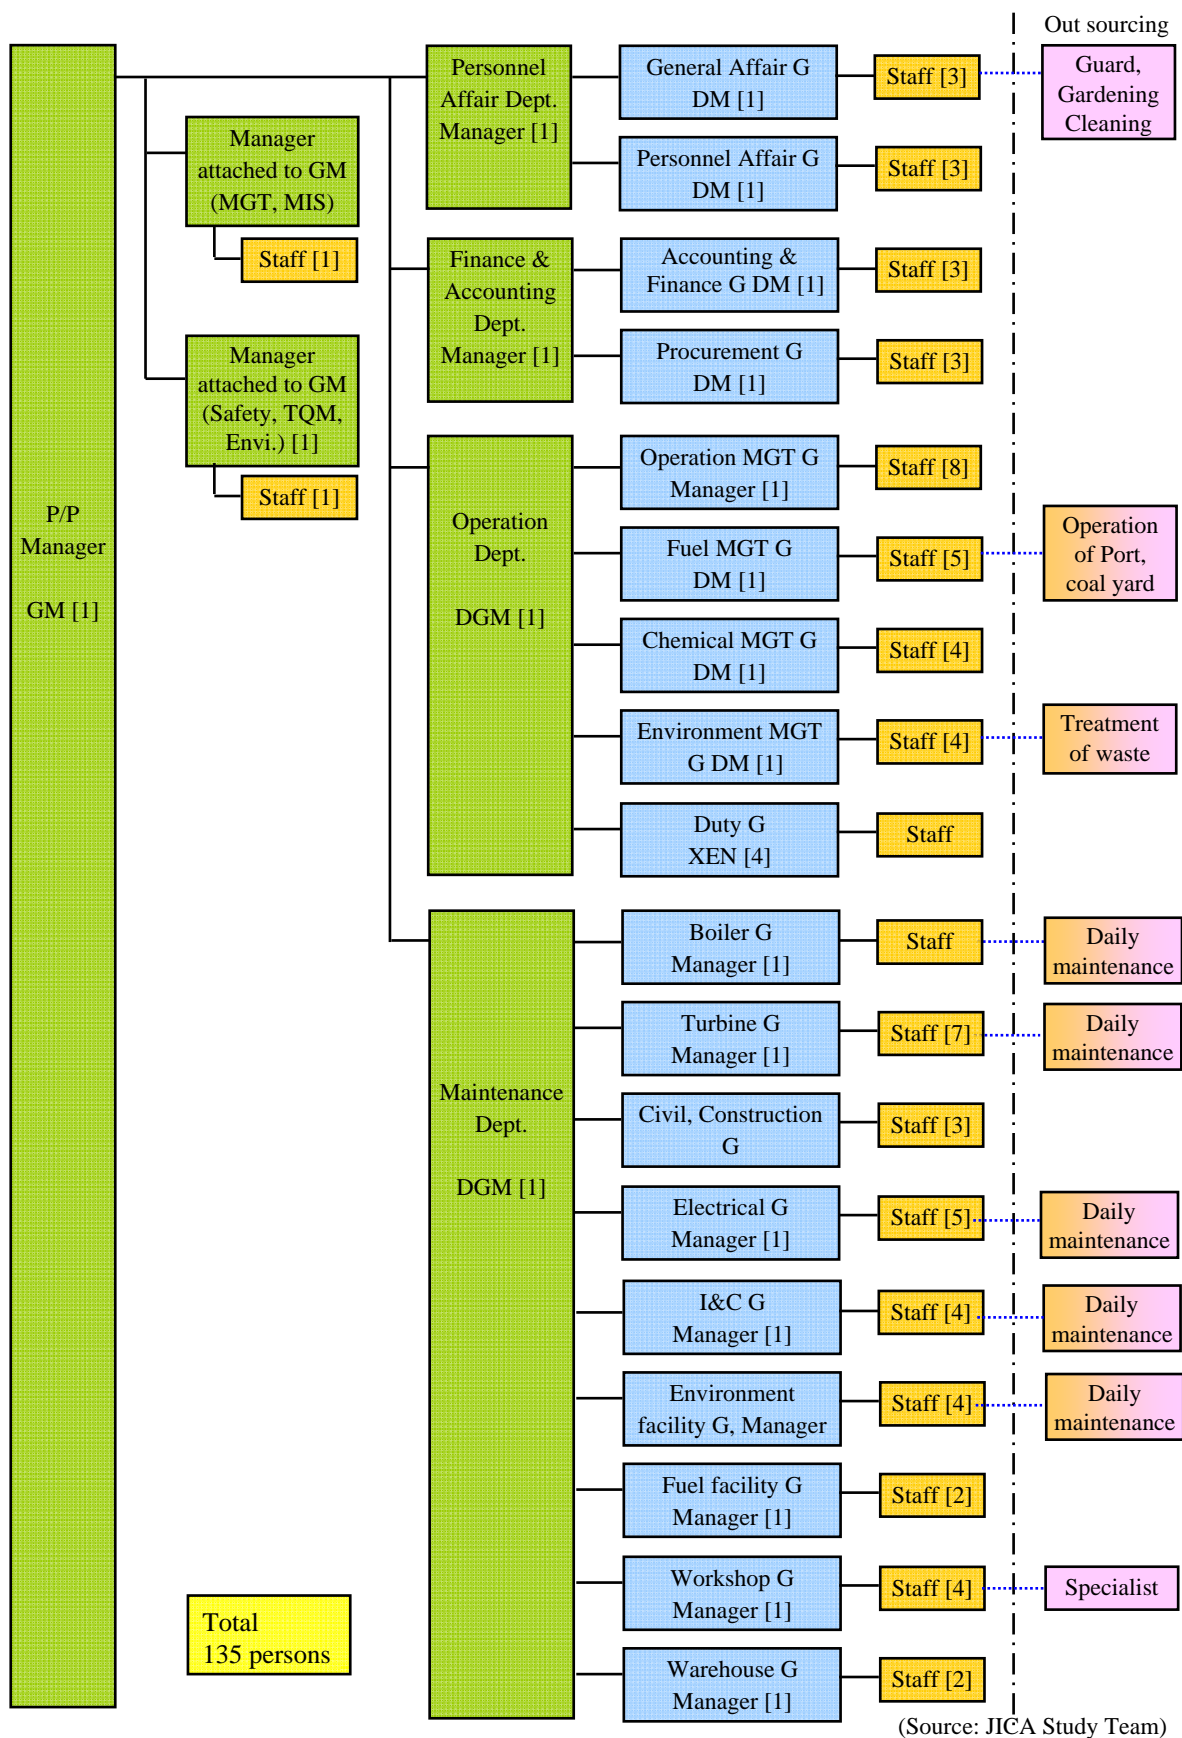 Out sourcing
P/P
Manager
GM [1]
Manager
attached to GM
(MGT, MIS)
Staff [1]
Manager
attached to GM
(Safety, TQM,
Envi.) [1]
Staff [1]
Personnel
Affair Dept.
Manager [1]
General Affair G
DM [1]
Staff [3]
Guard,
Gardening
Cleaning
Personnel Affair G
DM [1]
Staff [3]
Finance &
Accounting
Dept.
Manager [1]
Accounting &
Finance G DM [1]
Staff [3]
Procurement G
DM [1]
Staff [3]
Operation
Dept.
DGM [1]
Operation MGT G
Manager [1]
Staff [8]
Fuel MGT G
DM [1]
Staff [5]
Operation
of Port,
coal yard
Chemical MGT G
DM [1]
Staff [4]
Environment MGT
G DM [1]
Staff [4]
Treatment
of waste
Duty G
XEN [4]
Staff
Maintenance
Dept.
DGM [1]
Boiler G
Manager [1]
Staff
Daily
maintenance
Turbine G
Manager [1]
Staff [7]
Daily
maintenance
Civil, Construction
G
Staff [3]
Electrical G
Manager [1]
Staff [5]
Daily
maintenance
I&C G
Manager [1]
Staff [4]
Daily
maintenance
Environment
facility G, Manager
Staff [4]
Daily
maintenance
Fuel facility G
Manager [1]
Staff [2]
Workshop G
Manager [1]
Staff [4]
Specialist
Warehouse G
Manager [1]
Staff [2]
Total
135 persons
(Source: JICA Study Team)